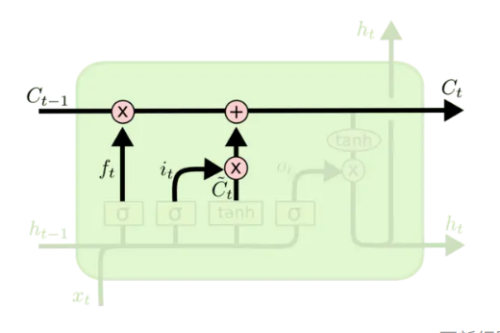 h_t
C_{t-1} C_t
tanh
f_t i_t \tilde{C}_t o_t
σ σ tanh σ
h_{t-1} h_t
x_t